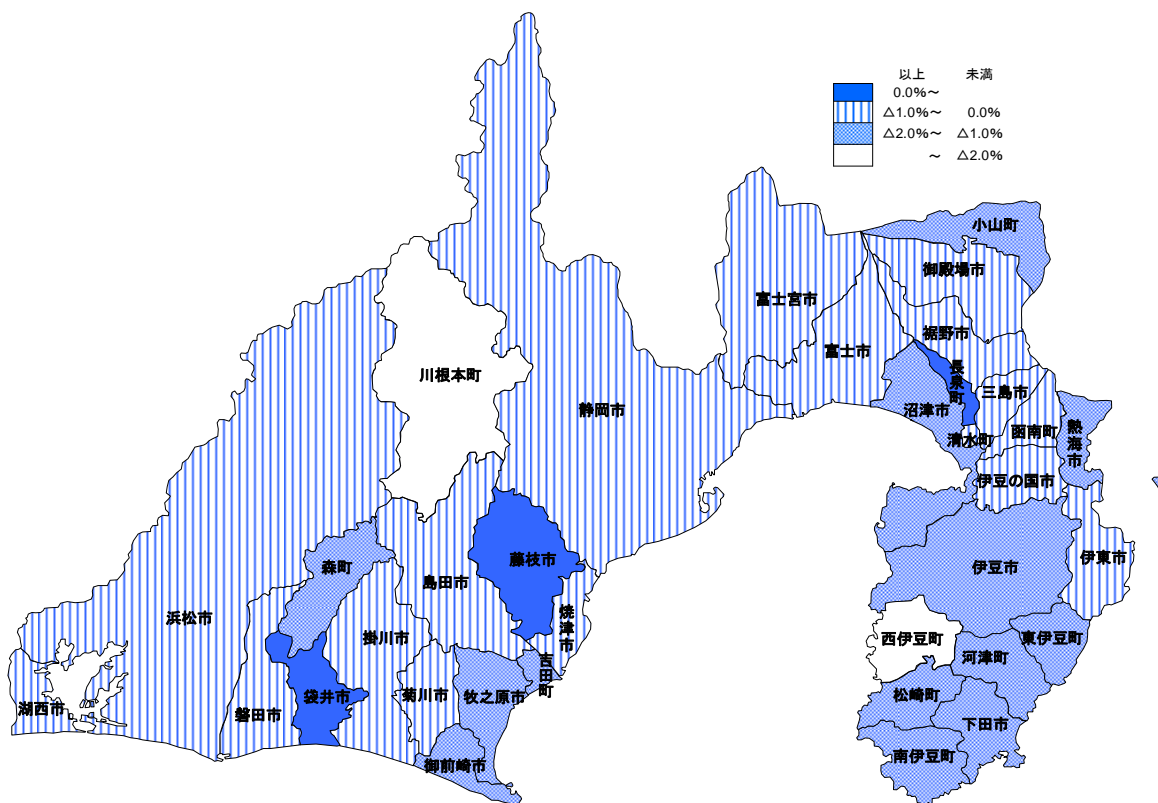 以上 未満
0.0%～
△1.0%～ 0.0%
△2.0%～ △1.0%
～ △2.0%
小山町
御殿場市
富士宮市
裾野市
富士市
長泉町
川根本町
三島市
静岡市
沼津市
函南町
熱海市
清水町
伊豆の国市
藤枝市
伊東市
森町
伊豆市
島田市
浜松市
焼津市
掛川市
西伊豆町
東伊豆町
河津町
吉田町
袋井市
菊川市
牧之原市
松崎町
湖西市
磐田市
下田市
南伊豆町
御前崎市